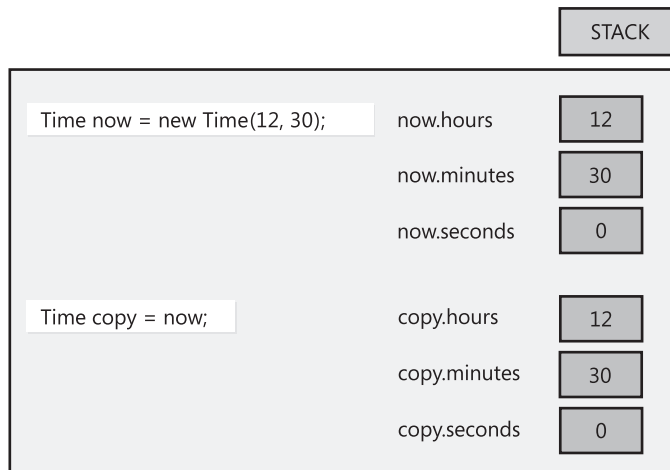 STACK
Time now = new Time(12, 30); now.hours 12
now.minutes 30
now.seconds 0
Time copy = now; copy.hours 12
copy.minutes 30
copy.seconds 0